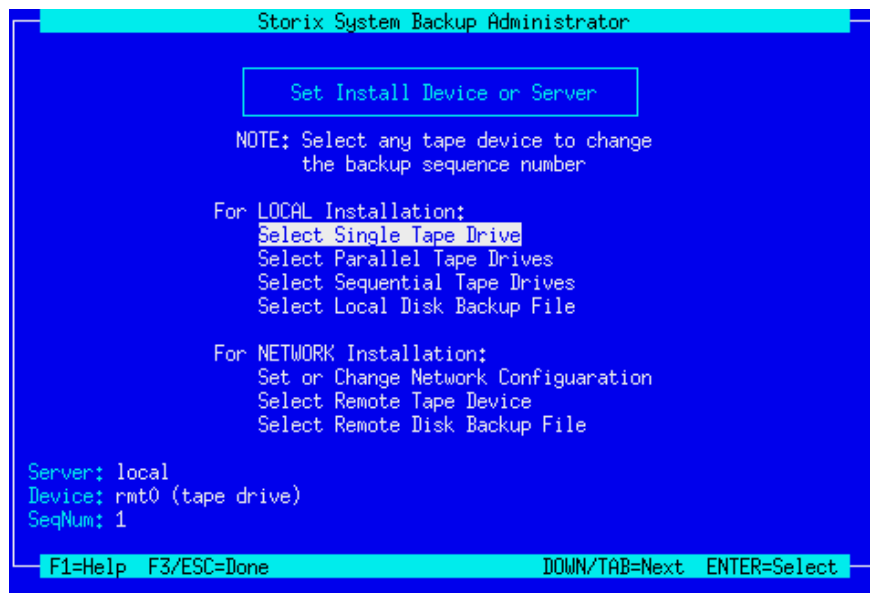 Storix System Backup Administrator
Set Install Device or Server
NOTE: Select any tape device to change
the backup sequence number
For LOCAL Installation:
Select Single Tape Drive
Select Parallel Tape Drives
Select Sequential Tape Drives
Select Local Disk Backup File
For NETWORK Installation:
Set or Change Network Configuaration
Select Remote Tape Device
Select Remote Disk Backup File
Server: local
Device: rmt0 (tape drive)
SeqNum: 1
F1=Help F3/ESC=Done DOWN/TAB=Next ENTER=Select